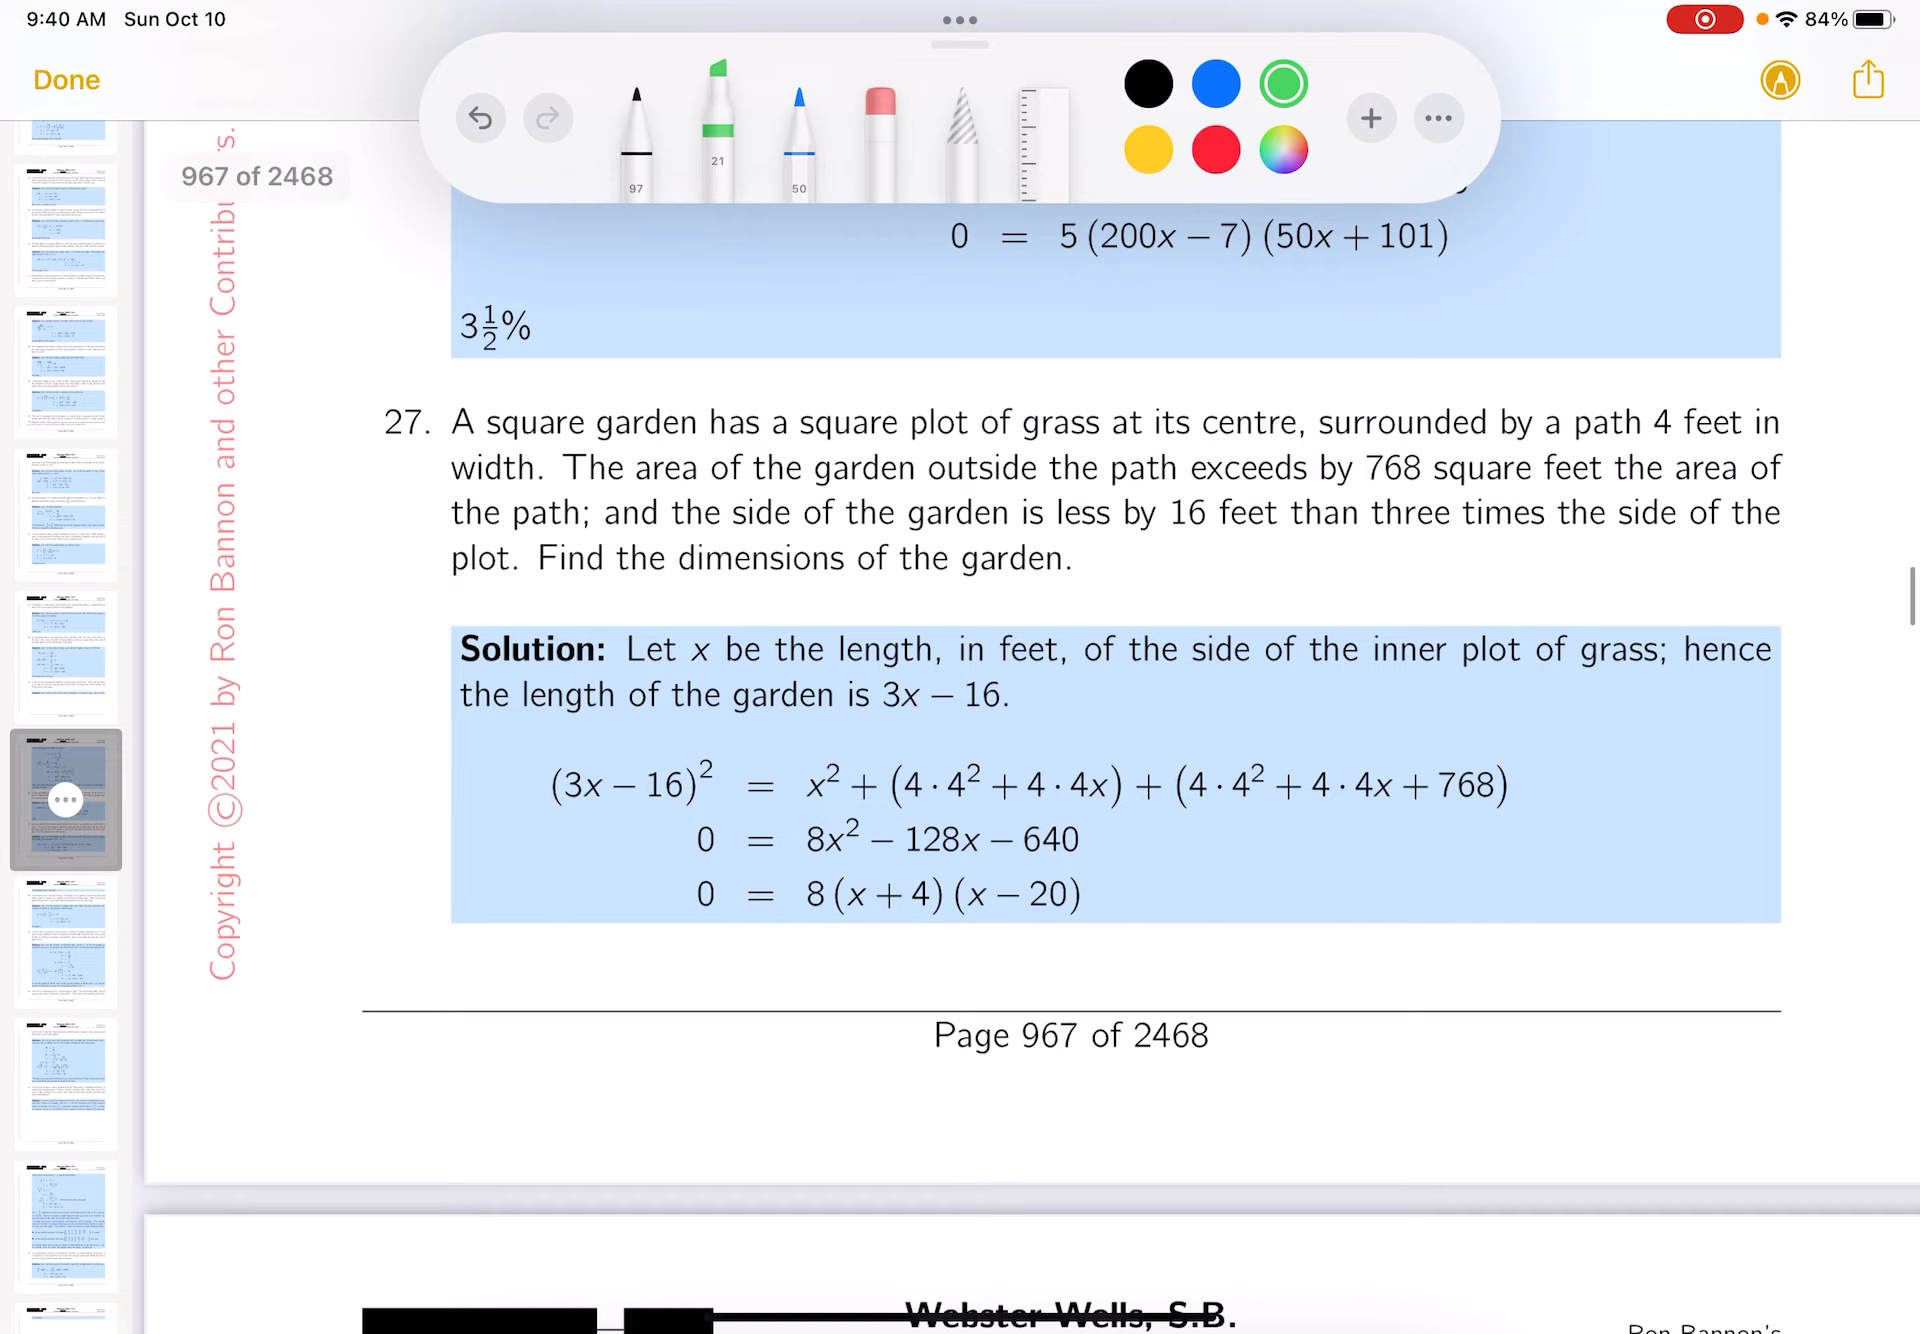 9:40 AM Sun Oct 10
84%
Done
97
21
50
967 of 2468
Copyright ©2021 by Ron Bannon and other Contribu s.
0 = 5 (200x − 7) (50x + 101)
3 1/2 %
27. A square garden has a square plot of grass at its centre, surrounded by a path 4 feet in
width. The area of the garden outside the path exceeds by 768 square feet the area of
the path; and the side of the garden is less by 16 feet than three times the side of the
plot. Find the dimensions of the garden.
Solution: Let x be the length, in feet, of the side of the inner plot of grass; hence
the length of the garden is 3x − 16.
(3x − 16)² = x² + (4 · 4² + 4 · 4x) + (4 · 4² + 4 · 4x + 768)
0 = 8x² − 128x − 640
0 = 8 (x + 4) (x − 20)
Page 967 of 2468
Webster Wells, S.B.
Ron Bannon's